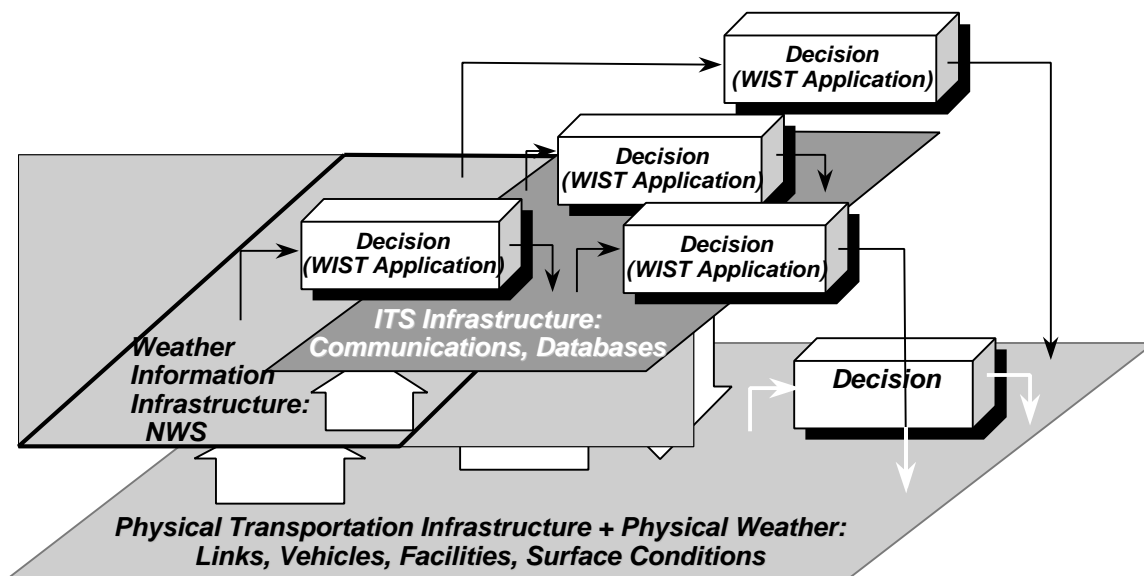 Decision
(WIST Application)
Decision
(WIST Application)
Decision
(WIST Application)
Decision
(WIST Application)
ITS Infrastructure:
Communications, Databases
Weather
Information
Infrastructure:
NWS
Decision
Physical Transportation Infrastructure + Physical Weather:
Links, Vehicles, Facilities, Surface Conditions